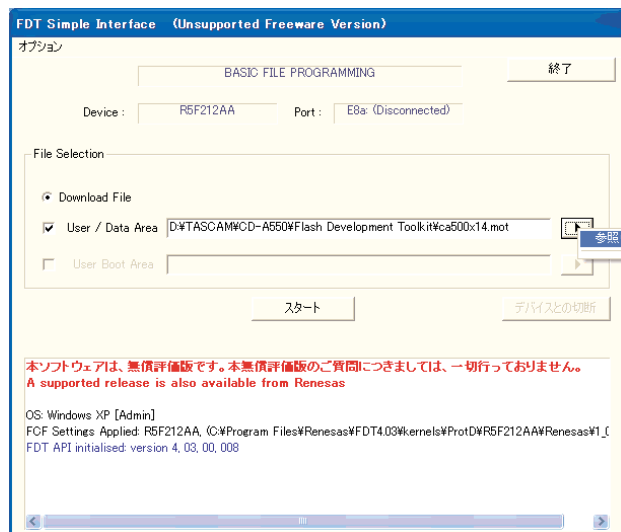 FDT Simple Interface (Unsupported Freeware Version)
オプション
BASIC FILE PROGRAMMING
終了
Device : R5F212AA Port : E8a: (Disconnected)
File Selection
Download File
User / Data Area D:¥TASCAM¥CD-A550¥Flash Development Toolkit¥ca500x14.mot
参照
User Boot Area
スタート デバイスとの切断
本ソフトウェアは、無償評価版です。本無償評価版のご質問につきましては、一切行っておりません。
A supported release is also available from Renesas
OS: Windows XP [Admin]
FCF Settings Applied: R5F212AA, (C:¥Program Files¥Renesas¥FDT4.03¥kernels¥ProtD¥R5F212AA¥Renesas¥1_0
FDT API initialised: version 4, 03, 00, 008